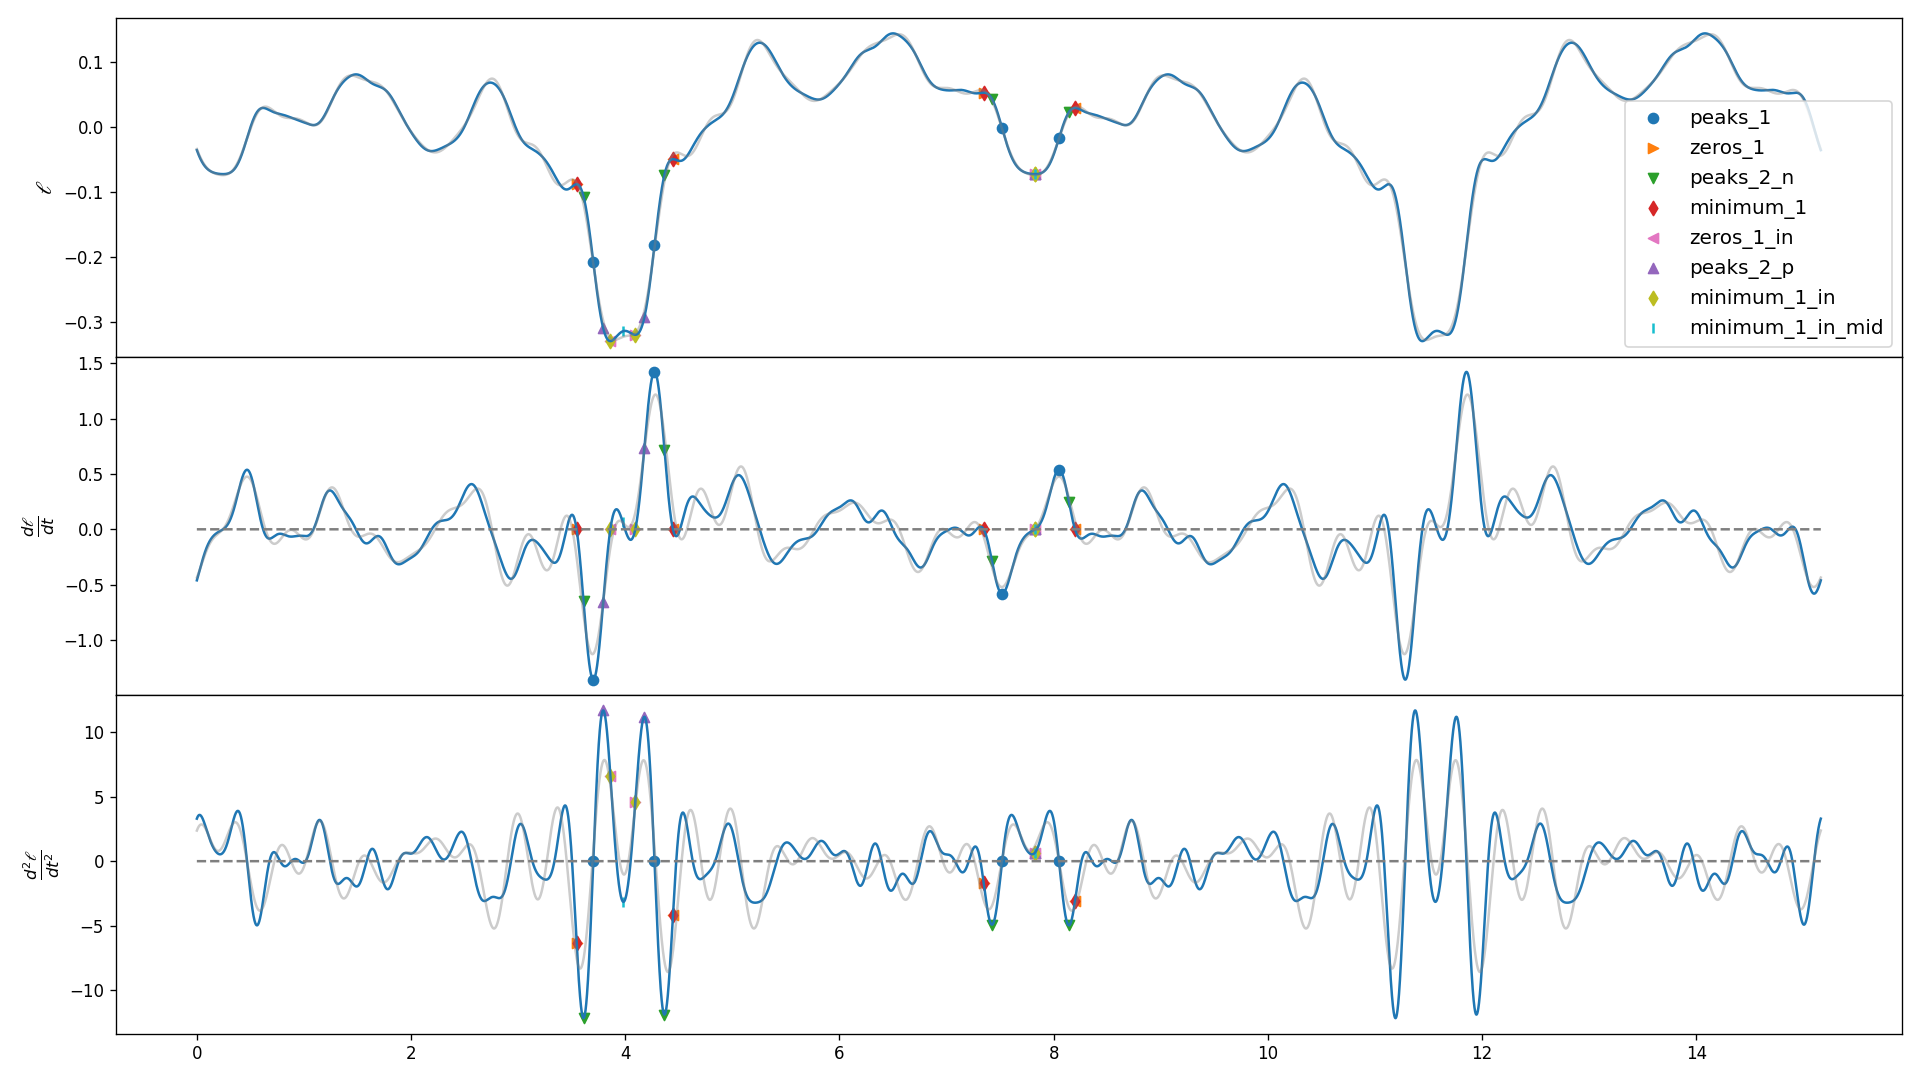 0.1
0.0
−0.1
−0.2
−0.3
ℓ
peaks_1
zeros_1
peaks_2_n
minimum_1
zeros_1_in
peaks_2_p
minimum_1_in
minimum_1_in_mid
1.5
1.0
0.5
0.0
−0.5
−1.0
dℓ
dt
10
5
0
−5
−10
d²ℓ
dt²
0 2 4 6 8 10 12 14